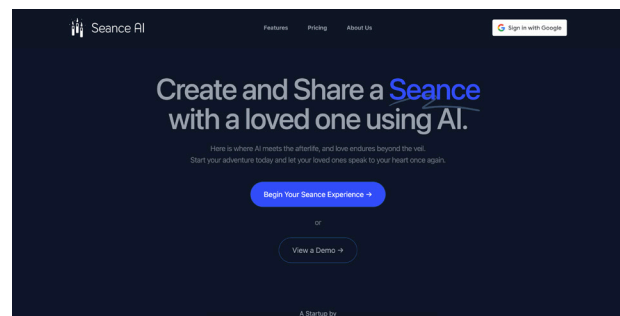 Seance AI
Features
Pricing
About Us
Sign in with Google
Create and Share a Seance
with a loved one using AI.
Here is where AI meets the afterlife, and love endures beyond the veil.
Start your adventure today and let your loved ones speak to your heart once again.
Begin Your Seance Experience →
or
View a Demo →
A Startup by